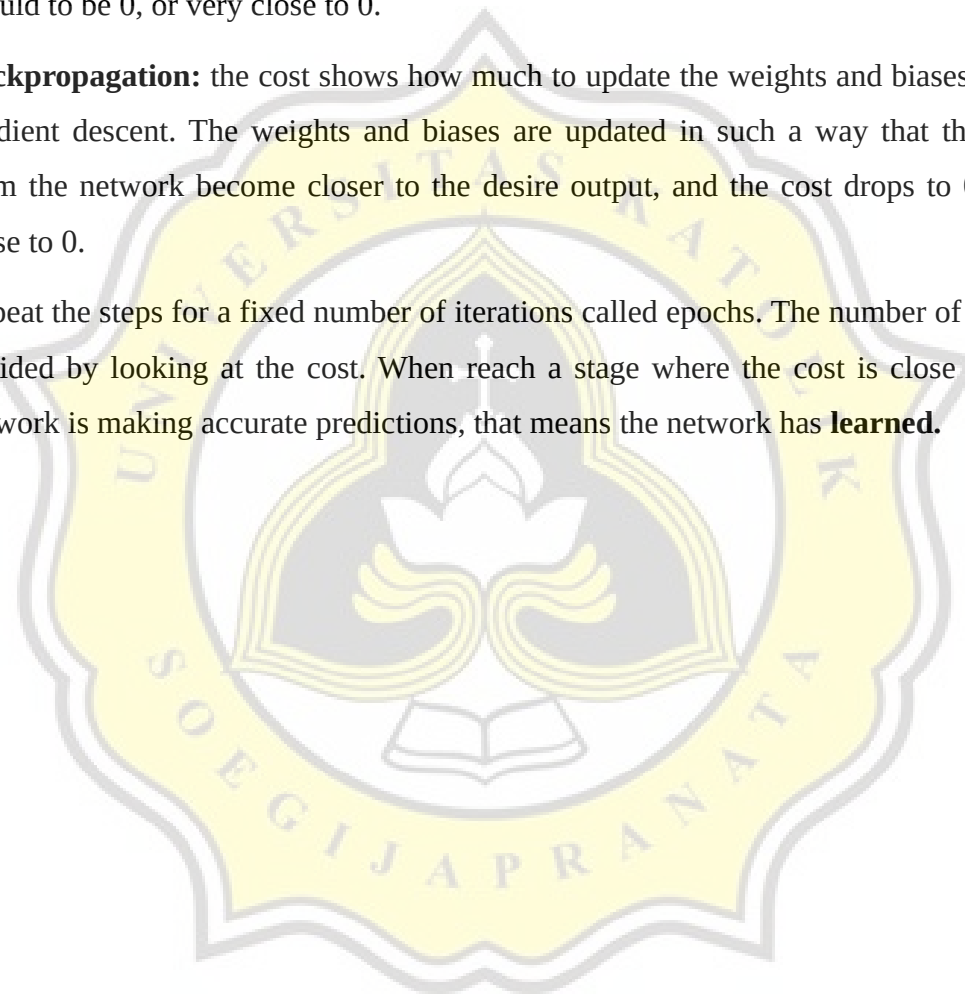 uld to be 0, or very close to 0.
ckpropagation: the cost shows how much to update the weights and biases
dient descent. The weights and biases are updated in such a way that th
m the network become closer to the desire output, and the cost drops to
se to 0.
peat the steps for a fixed number of iterations called epochs. The number of
ided by looking at the cost. When reach a stage where the cost is close
work is making accurate predictions, that means the network has learned.
UNIVERSITAS KATOLIK
SOEGIJAPRANATA